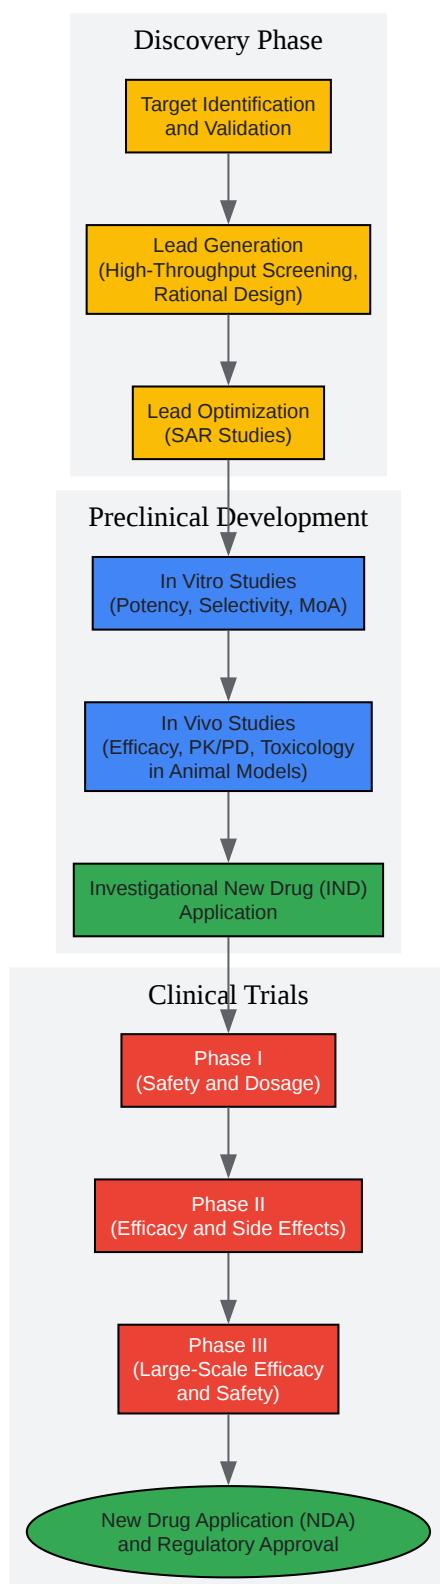 Discovery Phase
Target Identification
and Validation
Lead Generation
(High-Throughput Screening,
Rational Design)
Lead Optimization
(SAR Studies)
Preclinical Development
In Vitro Studies
(Potency, Selectivity, MoA)
In Vivo Studies
(Efficacy, PK/PD, Toxicology
in Animal Models)
Investigational New Drug (IND)
Application
Clinical Trials
Phase I
(Safety and Dosage)
Phase II
(Efficacy and Side Effects)
Phase III
(Large-Scale Efficacy
and Safety)
New Drug Application (NDA)
and Regulatory Approval